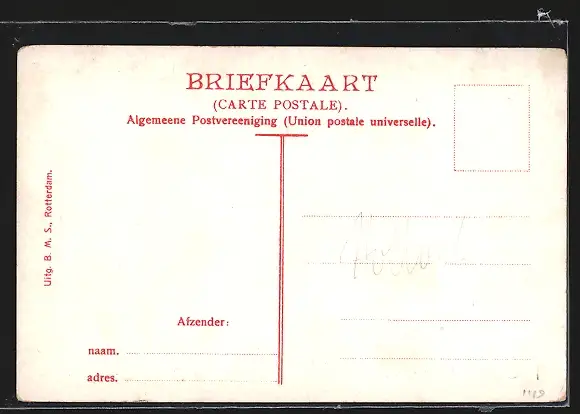 BRIEFKAART
(CARTE POSTALE).
Algemeene Postvereeniging (Union postale universelle).
Uitg. B. M. S., Rotterdam.
Afzender:
naam.
adres.